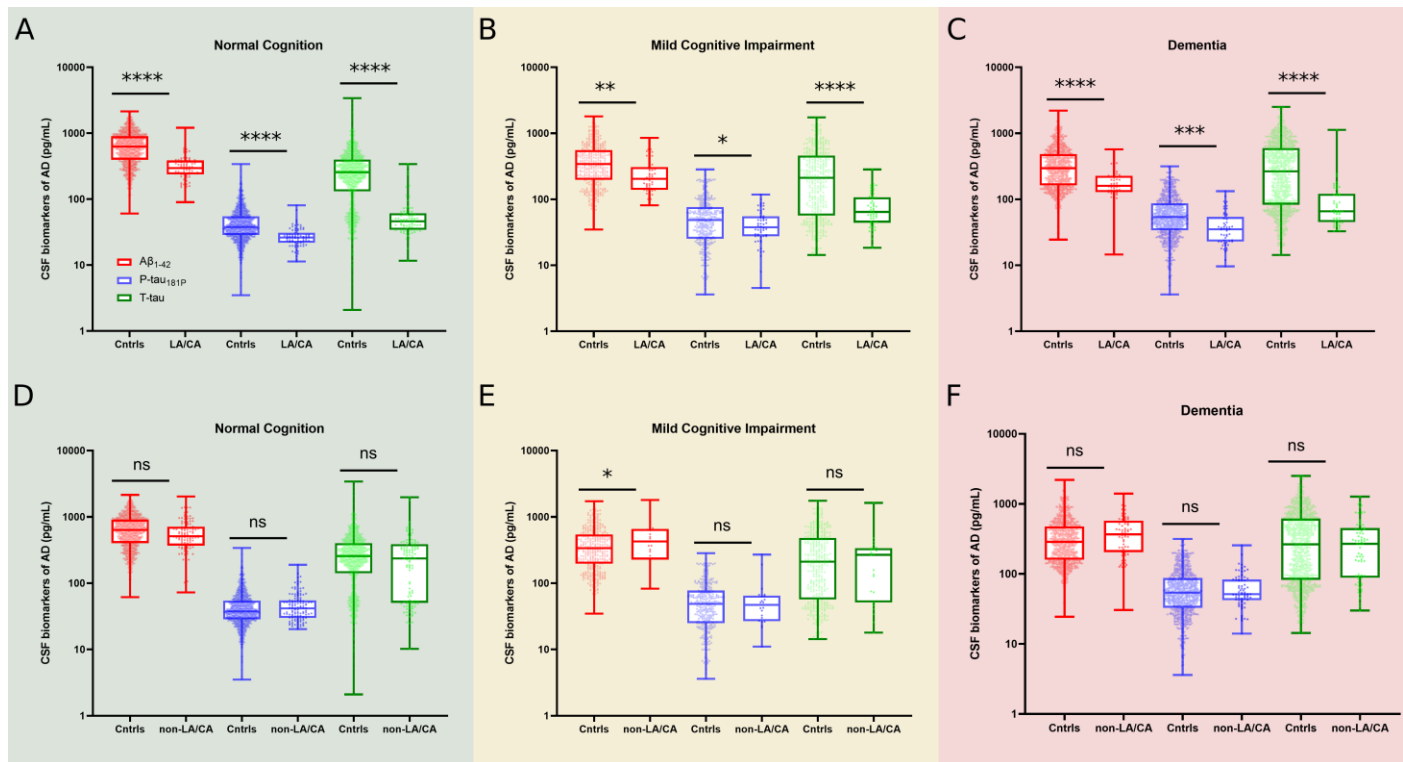 A
Normal Cognition
CSF biomarkers of AD (pg/mL)
10000
1000
100
10
1
****
****
****
Aβ1-42
P-tau181P
T-tau
Cntrls LA/CA Cntrls LA/CA Cntrls LA/CA
B
Mild Cognitive Impairment
CSF biomarkers of AD (pg/mL)
10000
1000
100
10
1
**
*
****
Cntrls LA/CA Cntrls LA/CA Cntrls LA/CA
C
Dementia
CSF biomarkers of AD (pg/mL)
10000
1000
100
10
1
****
***
****
Cntrls LA/CA Cntrls LA/CA Cntrls LA/CA
D
Normal Cognition
CSF biomarkers of AD (pg/mL)
10000
1000
100
10
1
ns
ns
ns
Cntrls non-LA/CA Cntrls non-LA/CA Cntrls non-LA/CA
E
Mild Cognitive Impairment
CSF biomarkers of AD (pg/mL)
10000
1000
100
10
1
*
ns
ns
Cntrls non-LA/CA Cntrls non-LA/CA Cntrls non-LA/CA
F
Dementia
CSF biomarkers of AD (pg/mL)
10000
1000
100
10
1
ns
ns
ns
Cntrls non-LA/CA Cntrls non-LA/CA Cntrls non-LA/CA